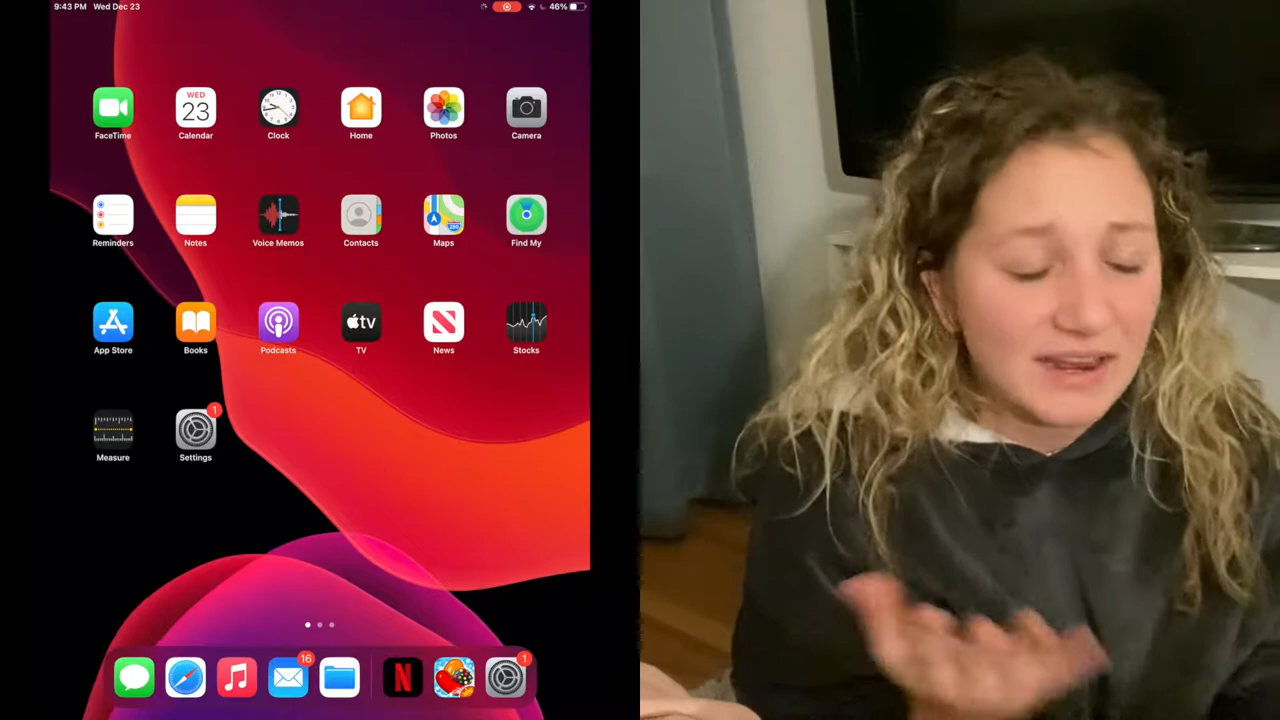 9:43 PM Wed Dec 23 46%
WED
23
FaceTime Calendar Clock Home Photos Camera
280
Reminders Notes Voice Memos Contacts Maps Find My
tv
App Store Books Podcasts TV News Stocks
1
Measure Settings
16 N 1